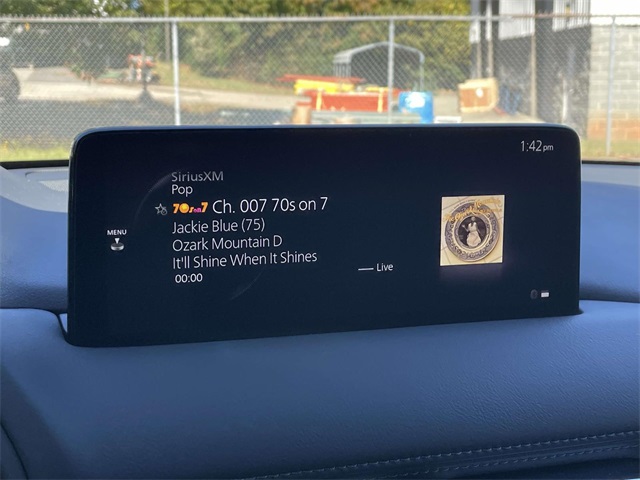 1:42 pm
SiriusXM
Pop
70s on 7 Ch. 007 70s on 7
MENU
Jackie Blue (75)
Ozark Mountain D
It'll Shine When It Shines
00:00
Live